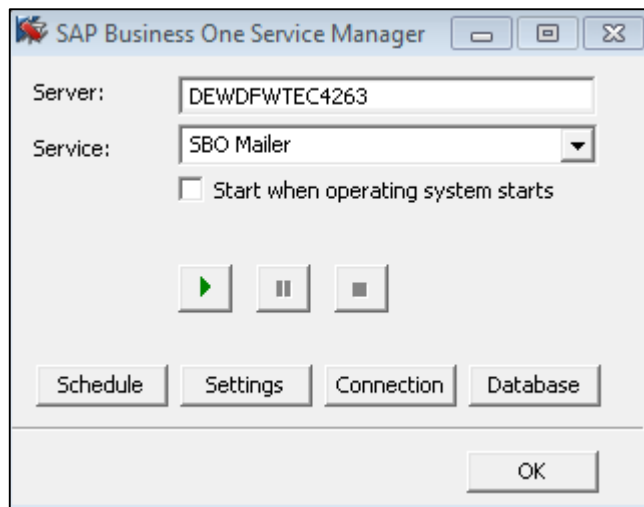 SAP Business One Service Manager
Server: DEWDFWTEC4263
Service: SBO Mailer
Start when operating system starts
Schedule Settings Connection Database
OK